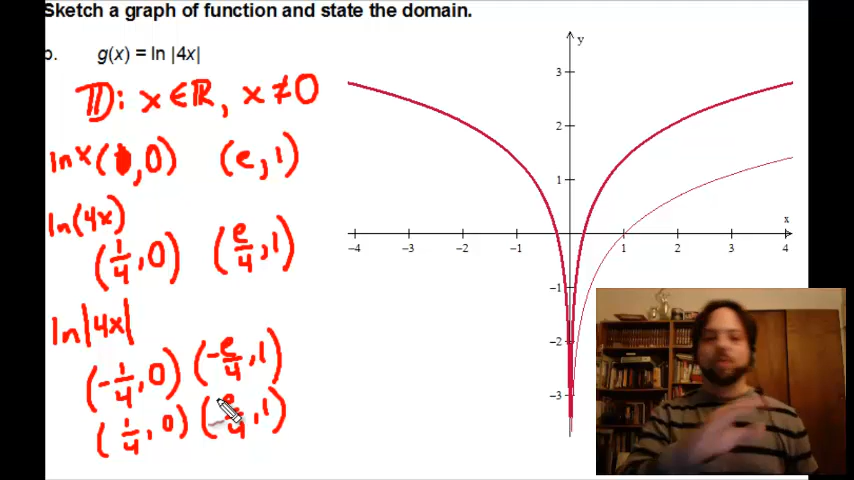 Sketch a graph of function and state the domain.
b. g(x) = ln |4x|
D: x ∈ ℝ, x ≠ 0
ln x (1, 0) (e, 1)
ln(4x)
(1/4, 0) (e/4, 1)
ln|4x|
(-1/4, 0) (-e/4, 1)
(1/4, 0) (e/4, 1)
y
3
2
1
x
-4 -3 -2 -1 1 2 3 4
-1
-2
-3